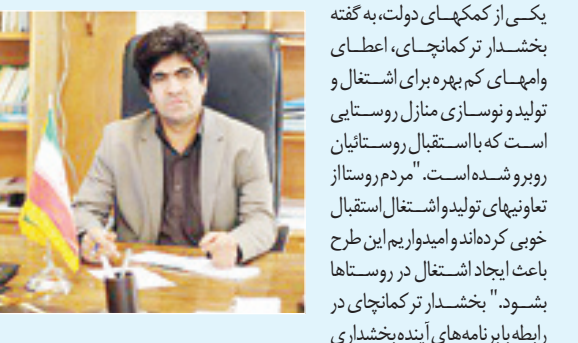 یکی از کمکهای دولت، به گفته
بخشدار ترکمانچای، اعطای
وامهای کم بهره برای اشتغال و
تولید و نوسازی منازل روستایی
است که با استقبال روستائیان
روبرو شده است. "مردم روستا از
تعاونیهای تولید و اشتغال استقبال
خوبی کرده‌اند و امیدواریم این طرح
باعث ایجاد اشتغال در روستاها
بشود." بخشدار ترکمانچای در
رابطه با برنامه‌های آینده بخشداری